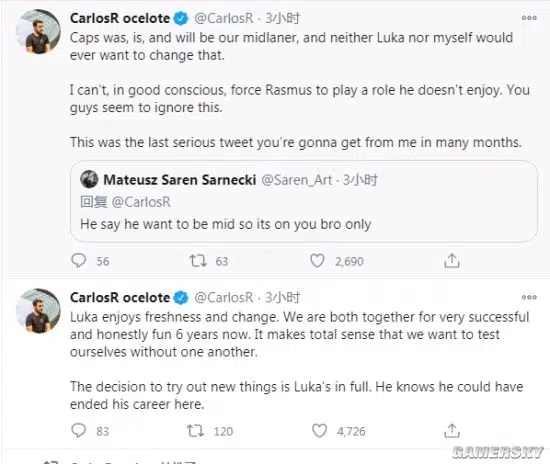 CarlosR ocelote @CarlosR · 3小时
Caps was, is, and will be our midlaner, and neither Luka nor myself would
ever want to change that.
I can't, in good conscious, force Rasmus to play a role he doesn't enjoy. You
guys seem to ignore this.
This was the last serious tweet you're gonna get from me in many months.
Mateusz Saren Sarnecki @Saren_Art · 3小时
回复 @CarlosR
He say he want to be mid so its on you bro only
56 63 2,690
CarlosR ocelote @CarlosR · 3小时
Luka enjoys freshness and change. We are both together for very successful
and honestly fun 6 years now. It makes total sense that we want to test
ourselves without one another.
The decision to try out new things is Luka's in full. He knows he could have
ended his career here.
83 120 4,726
GAMERSKY